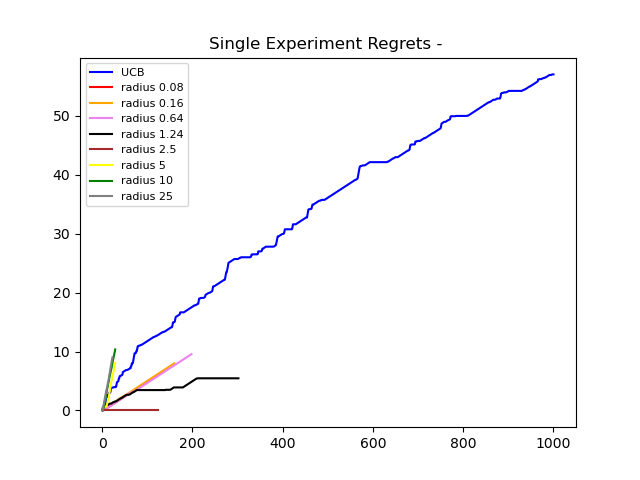 Single Experiment Regrets -
UCB
radius 0.08
radius 0.16
radius 0.64
radius 1.24
radius 2.5
radius 5
radius 10
radius 25
50
40
30
20
10
0
0 200 400 600 800 1000